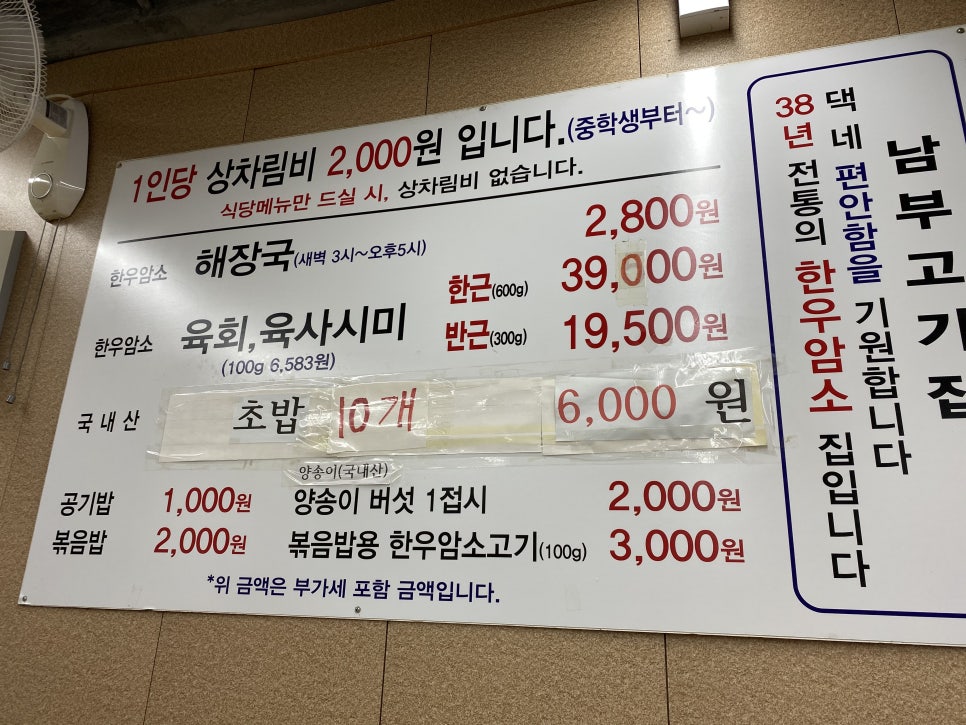 1인당 상차림비 2,000원 입니다.(중학생부터~)
식당메뉴만 드실 시, 상차림비 없습니다.
한우암소 해장국(새벽 3시~오후5시) 2,800원
한우암소 육회,육사시미 한근(600g) 39,000원
반근(300g) 19,500원
(100g 6,583원)
국내산 초밥 10개 6,000 원
양송이(국내산)
공기밥 1,000원 양송이 버섯 1접시 2,000원
볶음밥 2,000원 볶음밥용 한우암소고기(100g) 3,000원
*위 금액은 부가세 포함 금액입니다.
남부고기집
댁네 편안함을 기원합니다
38년 전통의 한우암소 집입니다